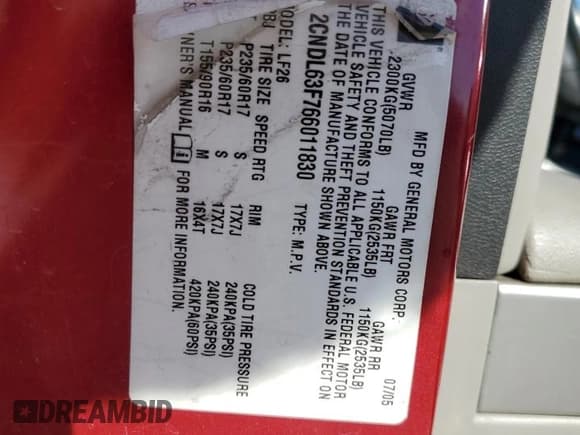 MFD BY GENERAL MOTORS CORP. 07/05
GVWR GAWR FRT GAWR RR
2300KG(5070LB) 1150KG(2535LB) 1150KG(2535LB)
THIS VEHICLE CONFORMS TO ALL APPLICABLE U.S. FEDERAL MOTOR
VEHICLE SAFETY AND THEFT PREVENTION STANDARDS IN EFFECT ON
THE DATE OF MANUFACTURE SHOWN ABOVE.
2CNDL63F766011830 TYPE: M.P.V.
MODEL: LF26
TIRE SIZE SPEED RTG RIM COLD TIRE PRESSURE
P235/60R17 S 17X7J 240KPA(35PSI)
P235/60R17 S 17X7J 240KPA(35PSI)
T155/90R16 M 16X4T 420KPA(60PSI)
NER'S MANUAL FOR MORE INFORMATION.
DREAMBID